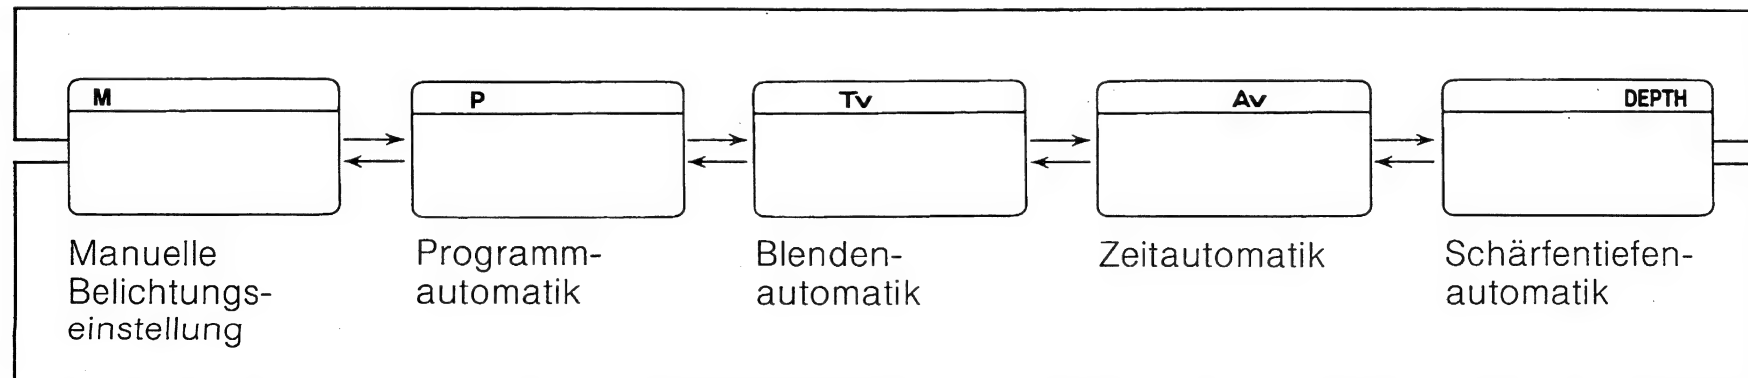 M
P
Tv
Av
DEPTH
Manuelle
Belichtungs-
einstellung
Programm-
automatik
Blenden-
automatik
Zeitautomatik
Schärfentiefen-
automatik